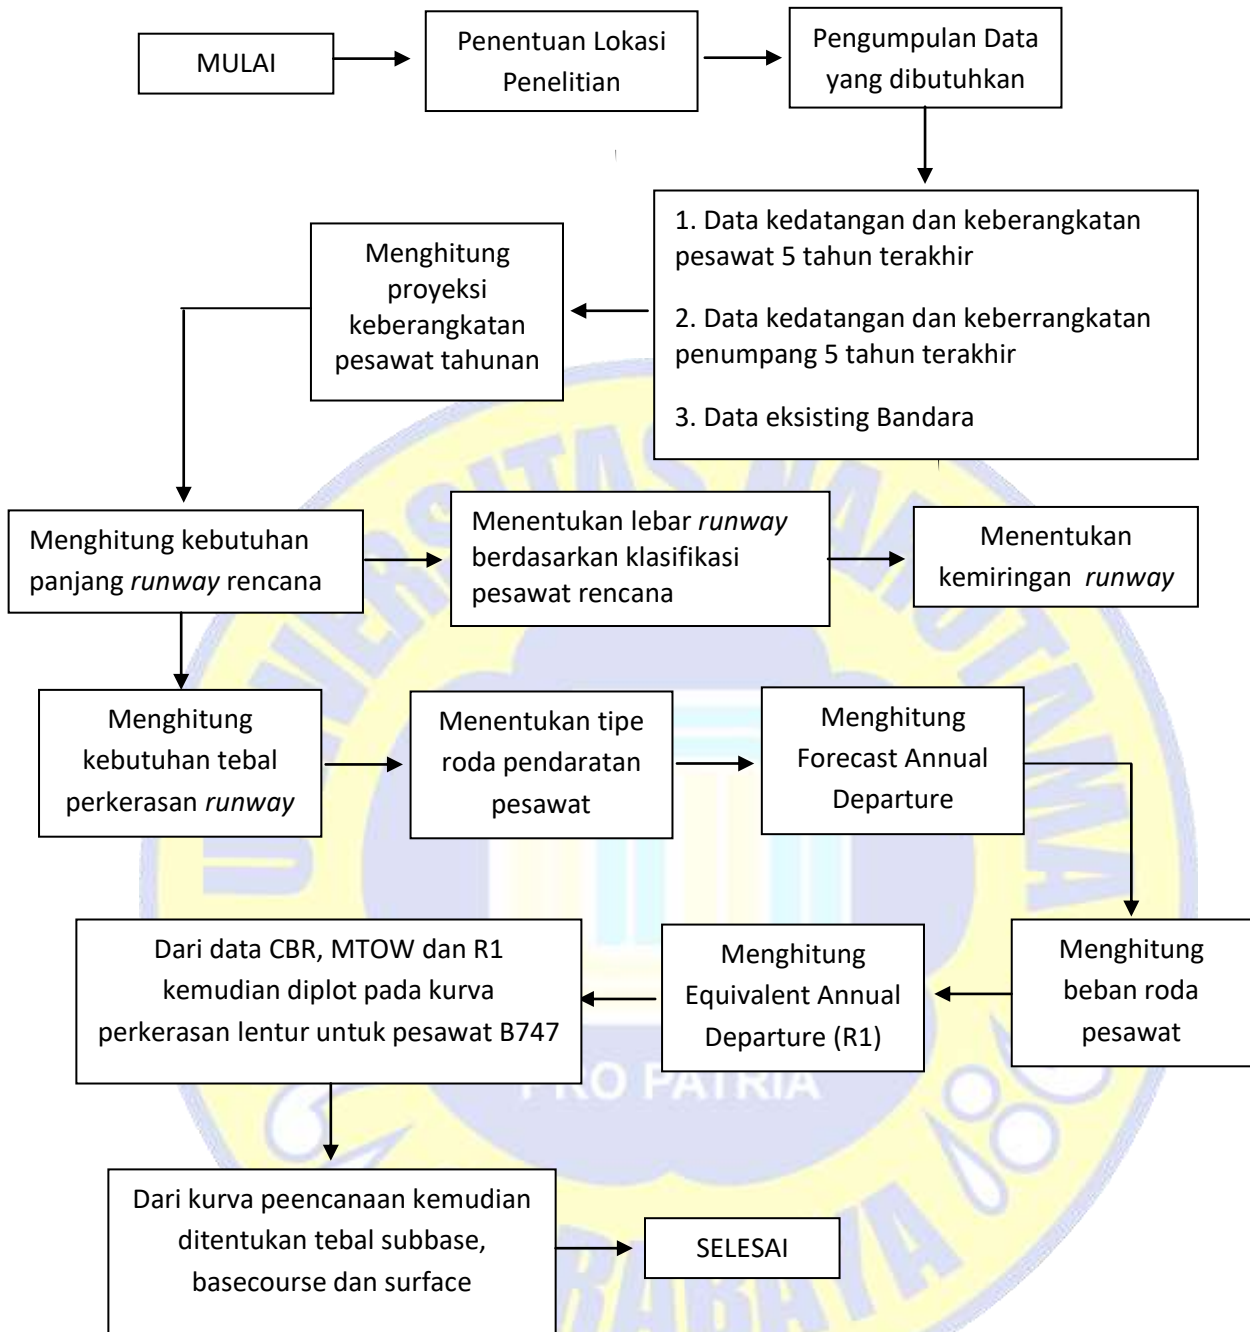 MULAI
Penentuan Lokasi
Penelitian
Pengumpulan Data
yang dibutuhkan
1. Data kedatangan dan keberangkatan
pesawat 5 tahun terakhir
2. Data kedatangan dan keberrangkatan
penumpang 5 tahun terakhir
3. Data eksisting Bandara
Menghitung
proyeksi
keberangkatan
pesawat tahunan
Menghitung kebutuhan
panjang runway rencana
Menentukan lebar runway
berdasarkan klasifikasi
pesawat rencana
Menentukan
kemiringan runway
Menghitung
kebutuhan tebal
perkerasan runway
Menentukan tipe
roda pendaratan
pesawat
Menghitung
Forecast Annual
Departure
Menghitung
beban roda
pesawat
Menghitung
Equivalent Annual
Departure (R1)
Dari data CBR, MTOW dan R1
kemudian diplot pada kurva
perkerasan lentur untuk pesawat B747
Dari kurva peencanaan kemudian
ditentukan tebal subbase,
basecourse dan surface
SELESAI
PRO PATRIA